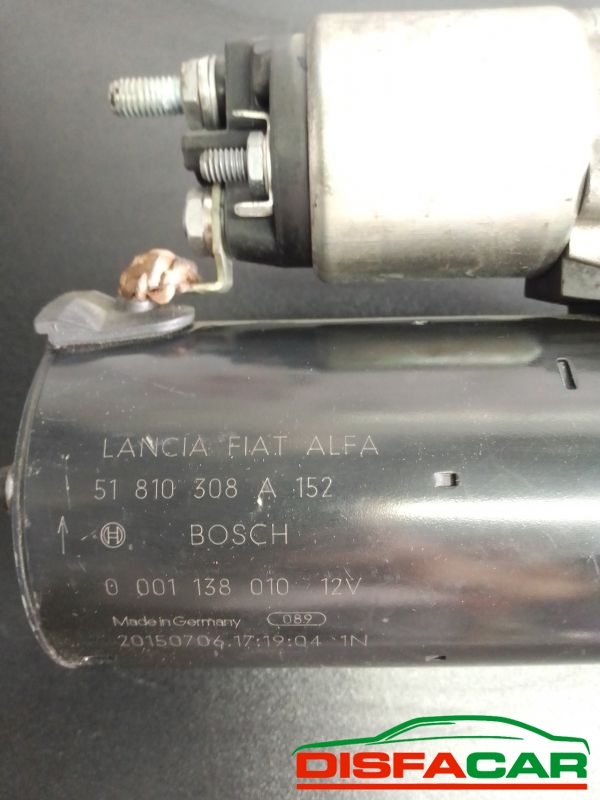 LANCIA FIAT ALFA
51 810 308 A 152
BOSCH
0 001 138 010 12V
Made in Germany 089
20150706.17:19:04 1N
DISFACAR